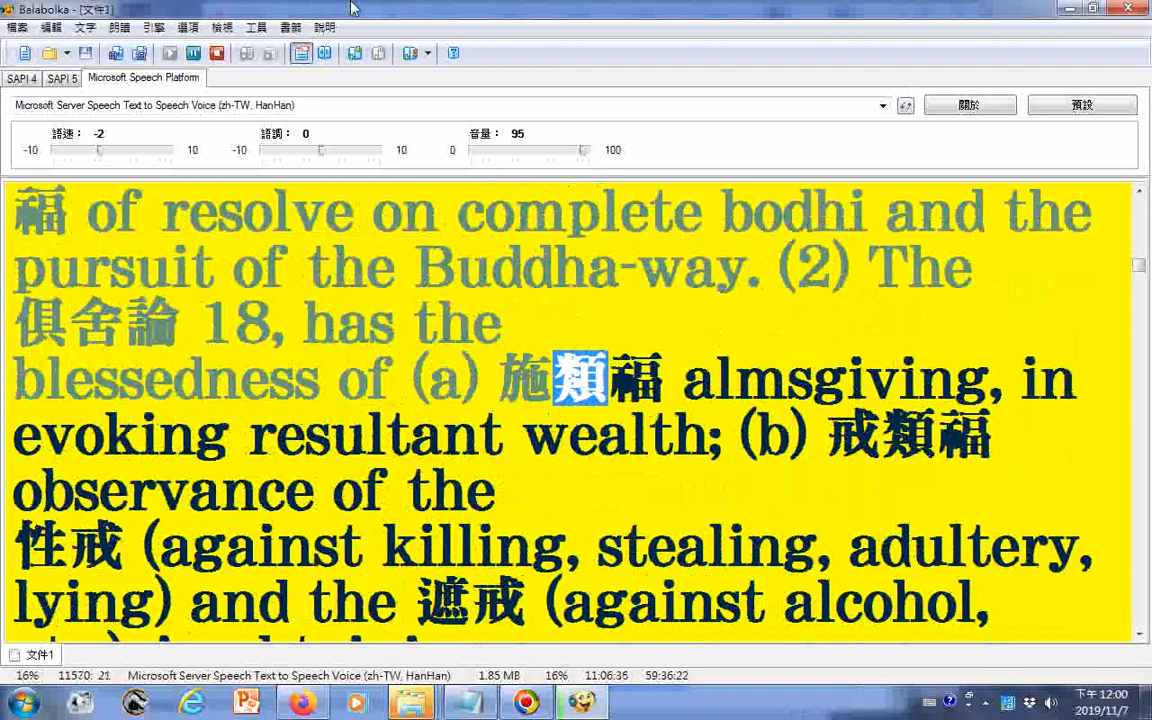 Balabolka - [文件1]
檔案 編輯 文字 朗讀 引擎 選項 檢視 工具 書籤 說明
SAPI 4 SAPI 5 Microsoft Speech Platform
Microsoft Server Speech Text to Speech Voice (zh-TW, HanHan) 關於 預設
語速： -2 語調： 0 音量： 95
-10 10 -10 10 0 100
福 of resolve on complete bodhi and the
pursuit of the Buddha-way. (2) The
俱舍論 18, has the
blessedness of (a) 施類福 almsgiving, in
evoking resultant wealth; (b) 戒類福
observance of the
性戒 (against killing, stealing, adultery,
lying) and the 遮戒 (against alcohol,
文件1
16% 11570: 21 Microsoft Server Speech Text to Speech Voice (zh-TW, HanHan) 1.85 MB 16% 11:06:35 59:36:22
下午 12:00
2019/11/7